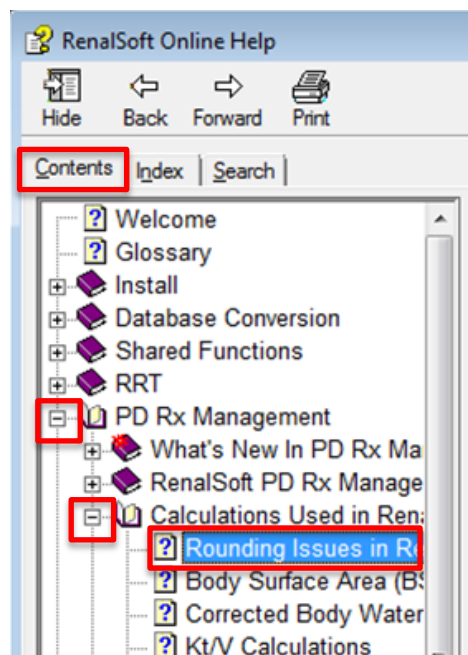 RenalSoft Online Help
Hide Back Forward Print
Contents Index Search
Welcome
Glossary
Install
Database Conversion
Shared Functions
RRT
PD Rx Management
What's New In PD Rx Ma
RenalSoft PD Rx Manage
Calculations Used in Rena
Rounding Issues in Re
Body Surface Area (BS
Corrected Body Water
Kt/V Calculations